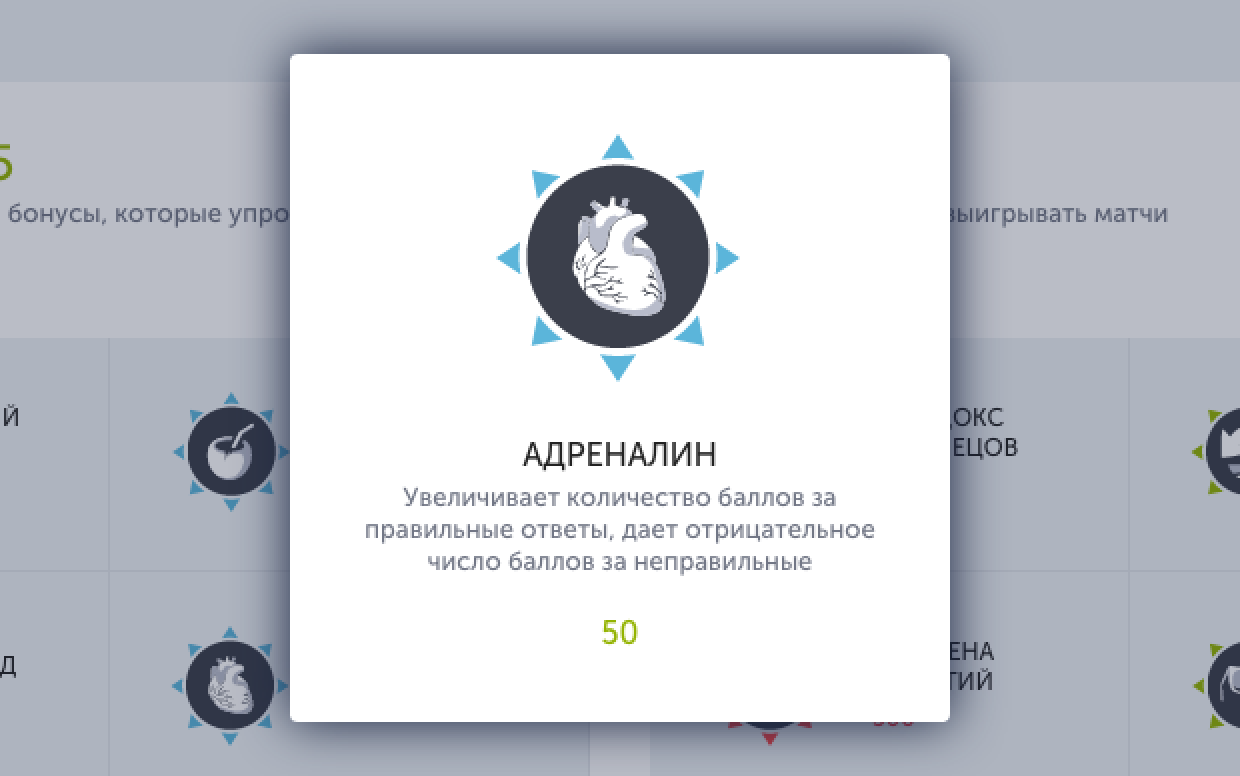 5
бонусы, которые упро
выигрывать матчи
Й
ОКС
ЕЦОВ
АДРЕНАЛИН
Увеличивает количество баллов за
правильные ответы, дает отрицательное
число баллов за неправильные
50
Д
ЕНА
ТИЙ